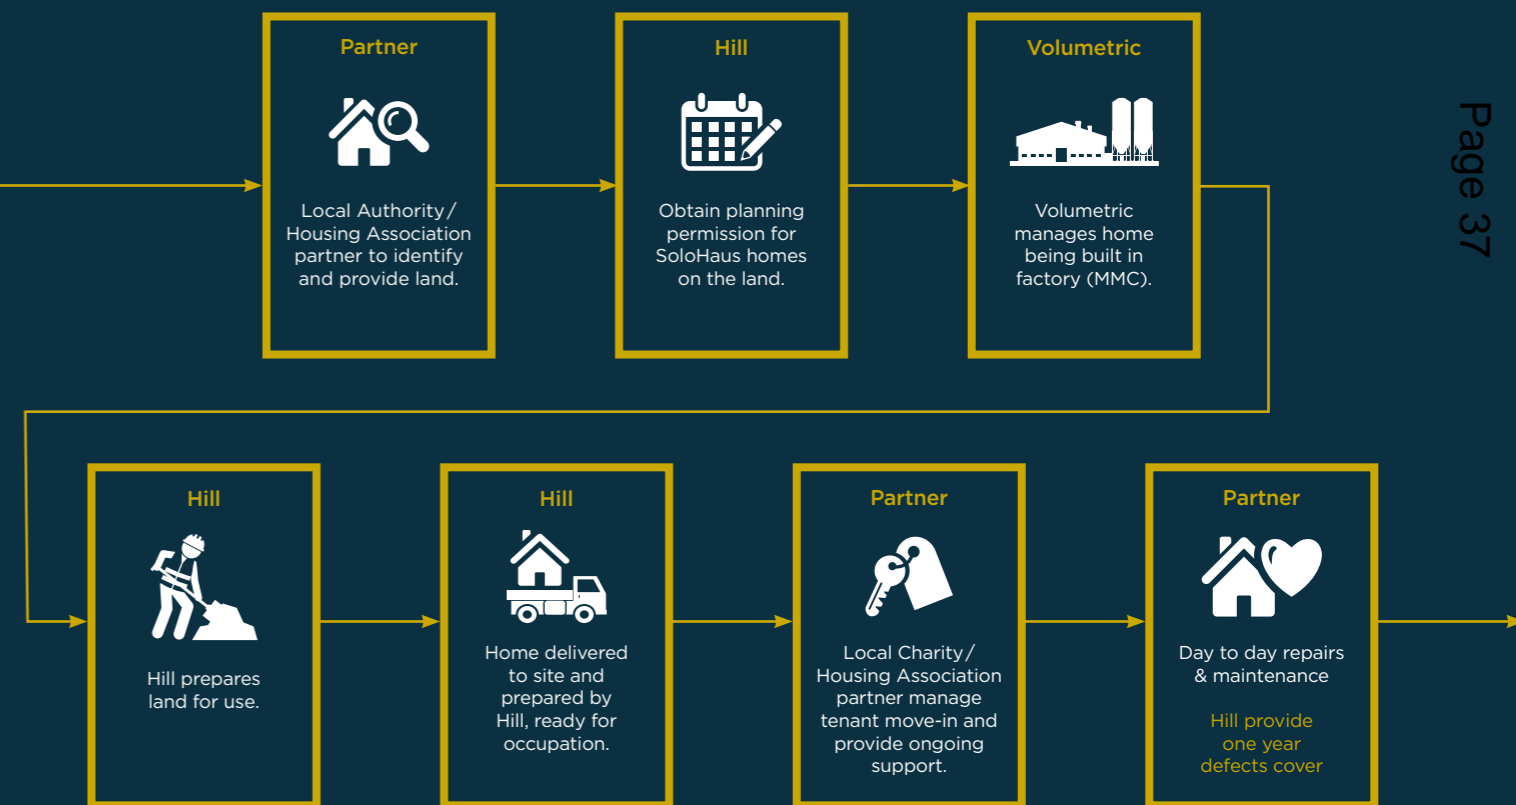 Partner
Local Authority/
Housing Association
partner to identify
and provide land.
Hill
Obtain planning
permission for
SoloHaus homes
on the land.
Volumetric
Volumetric
manages home
being built in
factory (MMC).
Page 37
Hill
Hill prepares
land for use.
Hill
Home delivered
to site and
prepared by
Hill, ready for
occupation.
Partner
Local Charity/
Housing Association
partner manage
tenant move-in and
provide ongoing
support.
Partner
Day to day repairs
& maintenance
Hill provide
one year
defects cover